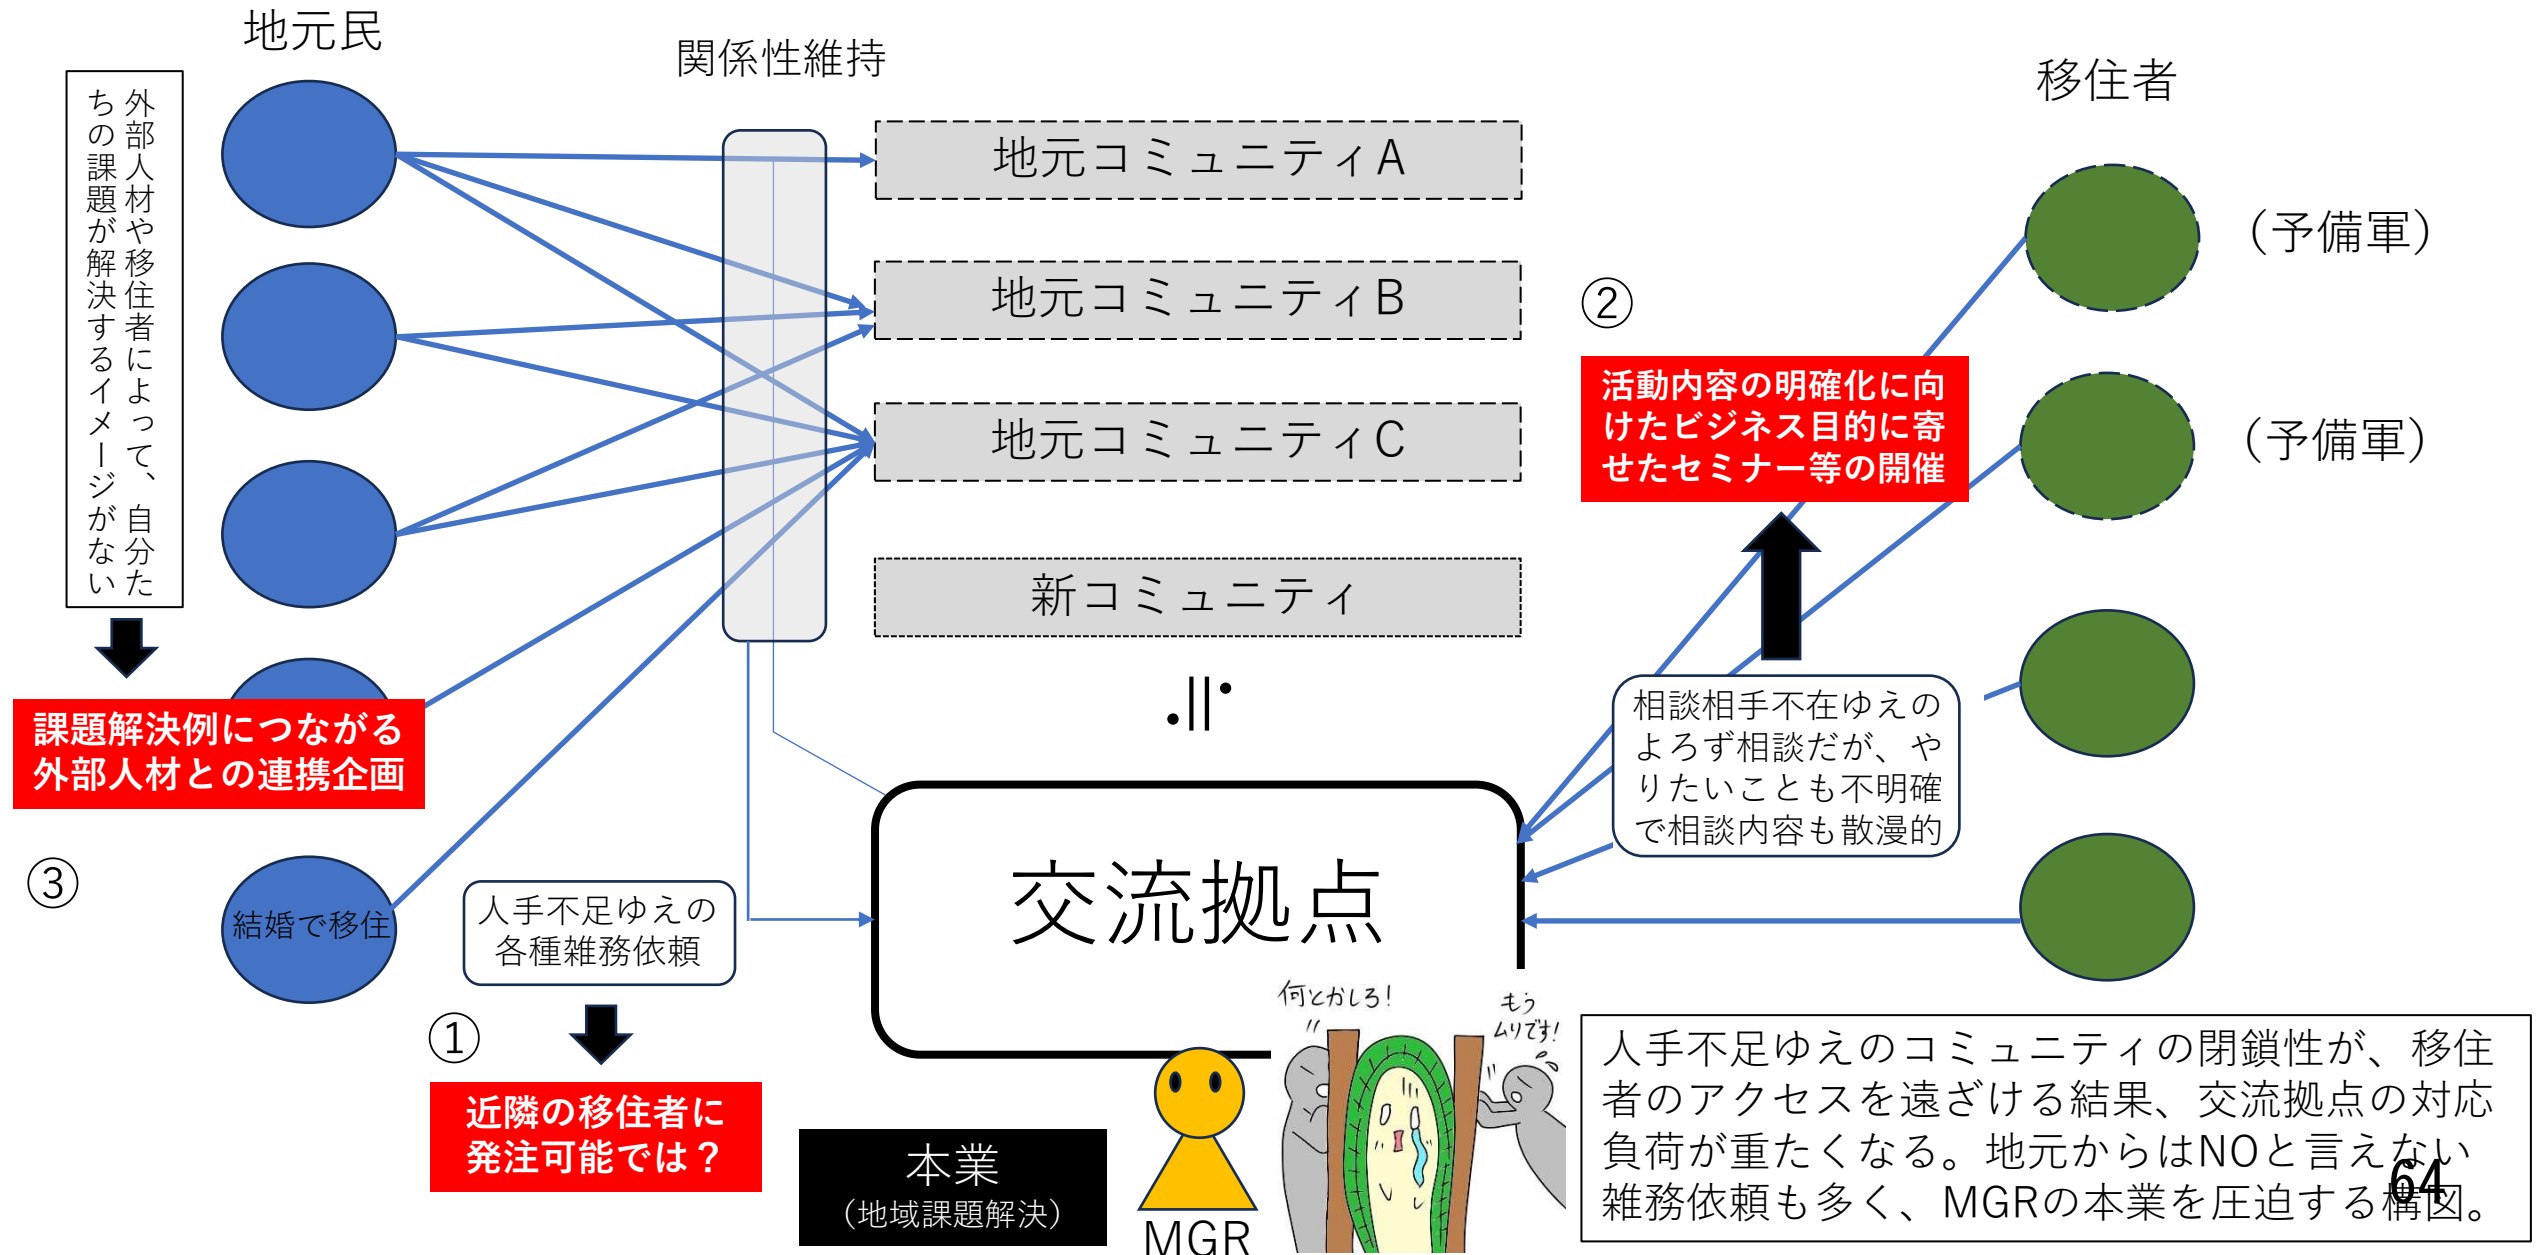 地元民
関係性維持
移住者
外部人材や移住者によって、自分た
ちの課題が解決するイメージがない
地元コミュニティA
地元コミュニティB
地元コミュニティC
新コミュニティ
（予備軍）
（予備軍）
②
活動内容の明確化に向
けたビジネス目的に寄
せたセミナー等の開催
相談相手不在ゆえの
よろず相談だが、や
りたいことも不明確
で相談内容も散漫的
課題解決例につながる
外部人材との連携企画
③
結婚で移住
人手不足ゆえの
各種雑務依頼
①
近隣の移住者に
発注可能では？
交流拠点
本業
（地域課題解決）
MGR
何とかしろ!
もう
ムリです!
人手不足ゆえのコミュニティの閉鎖性が、移住
者のアクセスを遠ざける結果、交流拠点の対応
負荷が重たくなる。地元からはNOと言えない
雑務依頼も多く、MGRの本業を圧迫する構図。
64